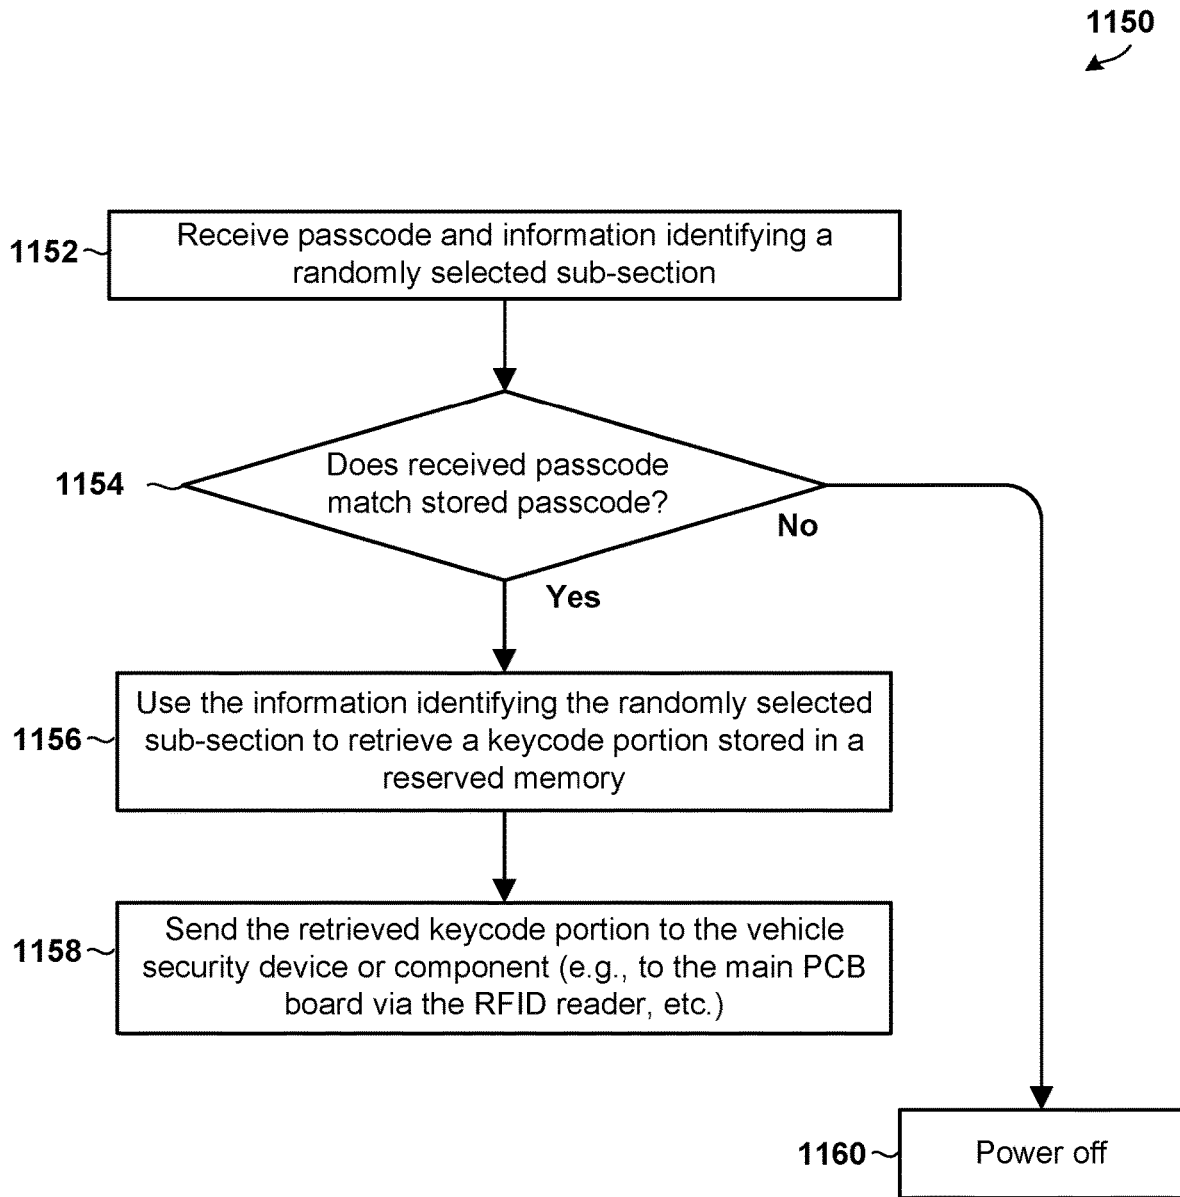 1150
1152
Receive passcode and information identifying a
randomly selected sub-section
1154
Does received passcode
match stored passcode?
No
Yes
1156
Use the information identifying the randomly selected
sub-section to retrieve a keycode portion stored in a
reserved memory
1158
Send the retrieved keycode portion to the vehicle
security device or component (e.g., to the main PCB
board via the RFID reader, etc.)
1160
Power off